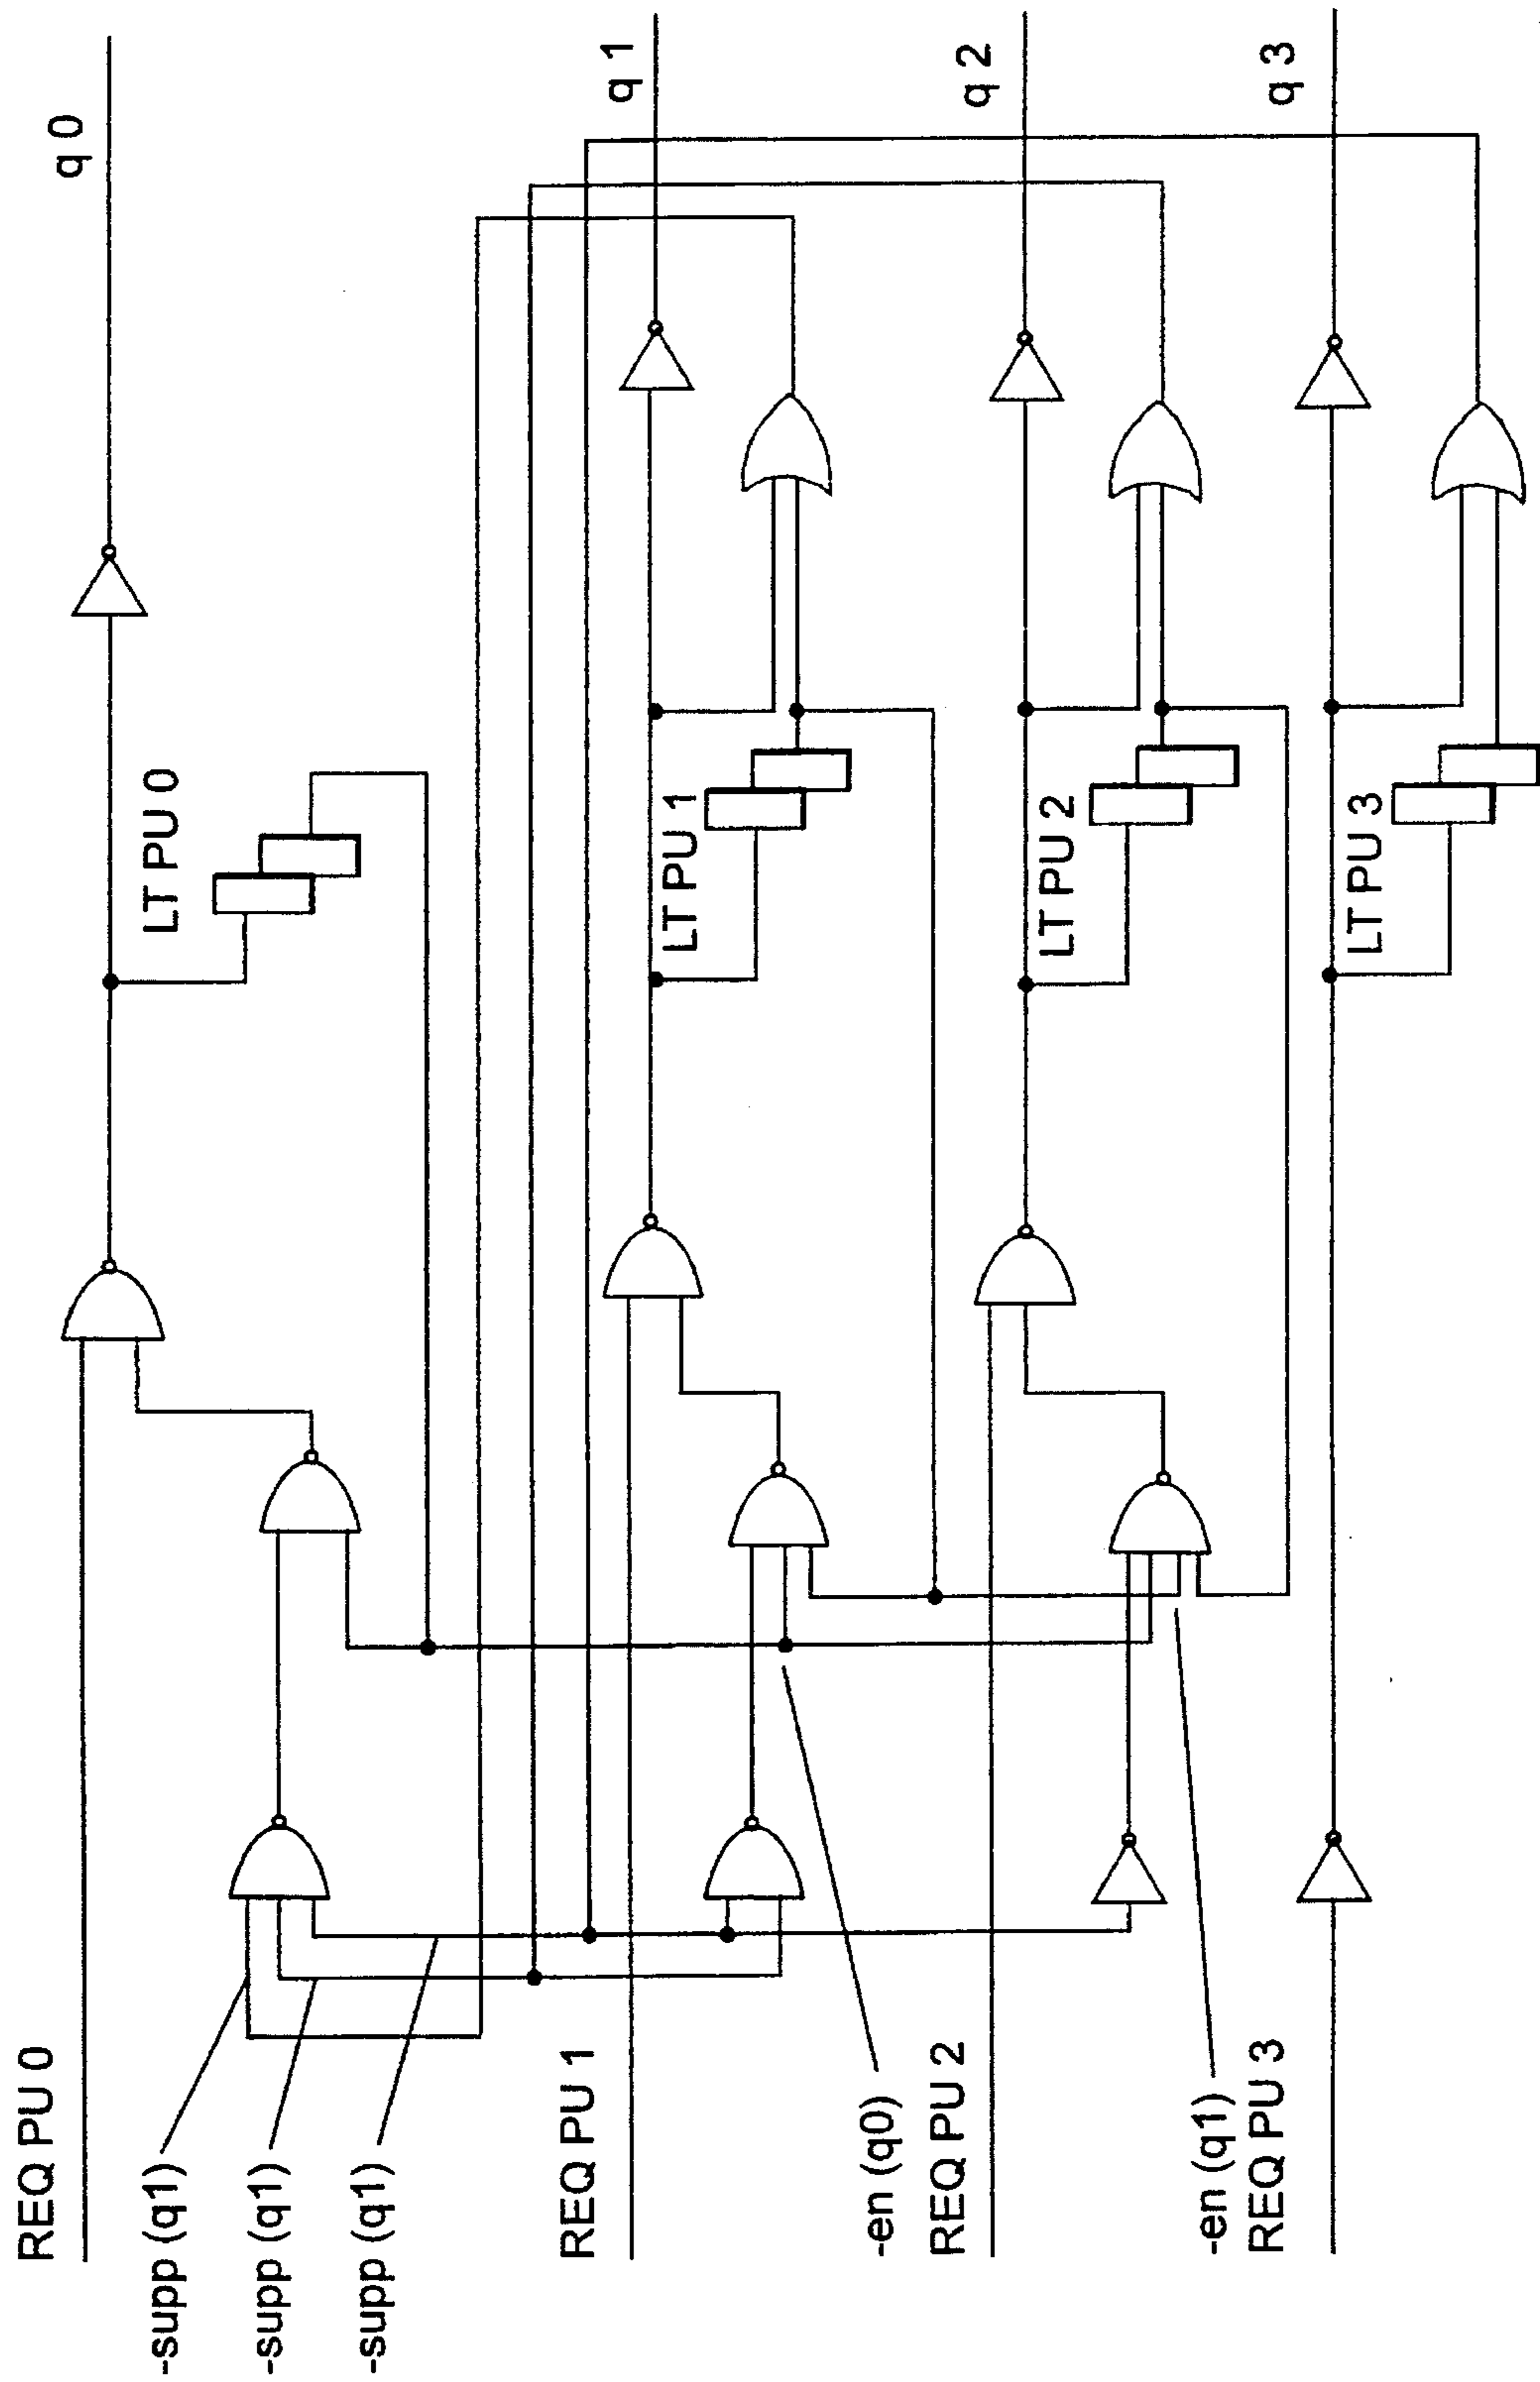 REQ PU 0
-supp (q1)
-supp (q1)
-supp (q1)
LT PU 0
q 0
REQ PU 1
LT PU 1
q 1
-en (q0)
REQ PU 2
LT PU 2
q 2
-en (q1)
REQ PU 3
LT PU 3
q 3